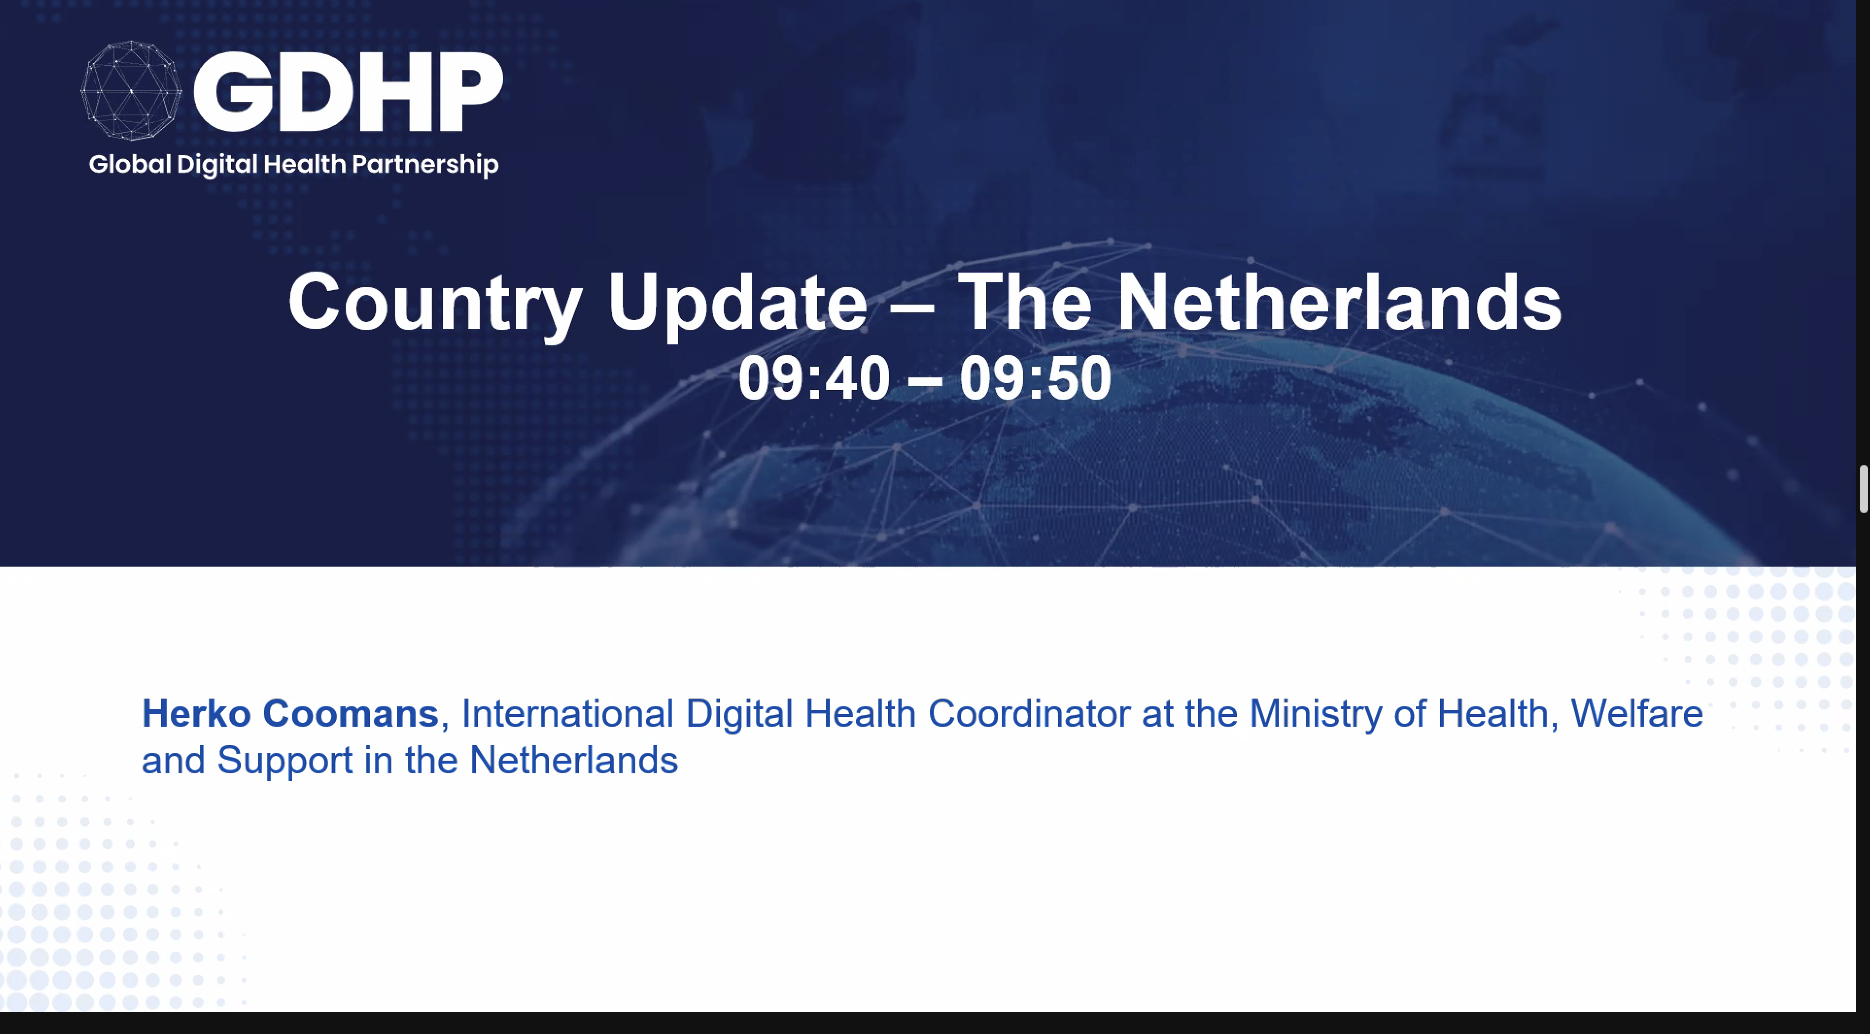 GDHP
Global Digital Health Partnership
Country Update – The Netherlands
09:40 – 09:50
Herko Coomans, International Digital Health Coordinator at the Ministry of Health, Welfare
and Support in the Netherlands